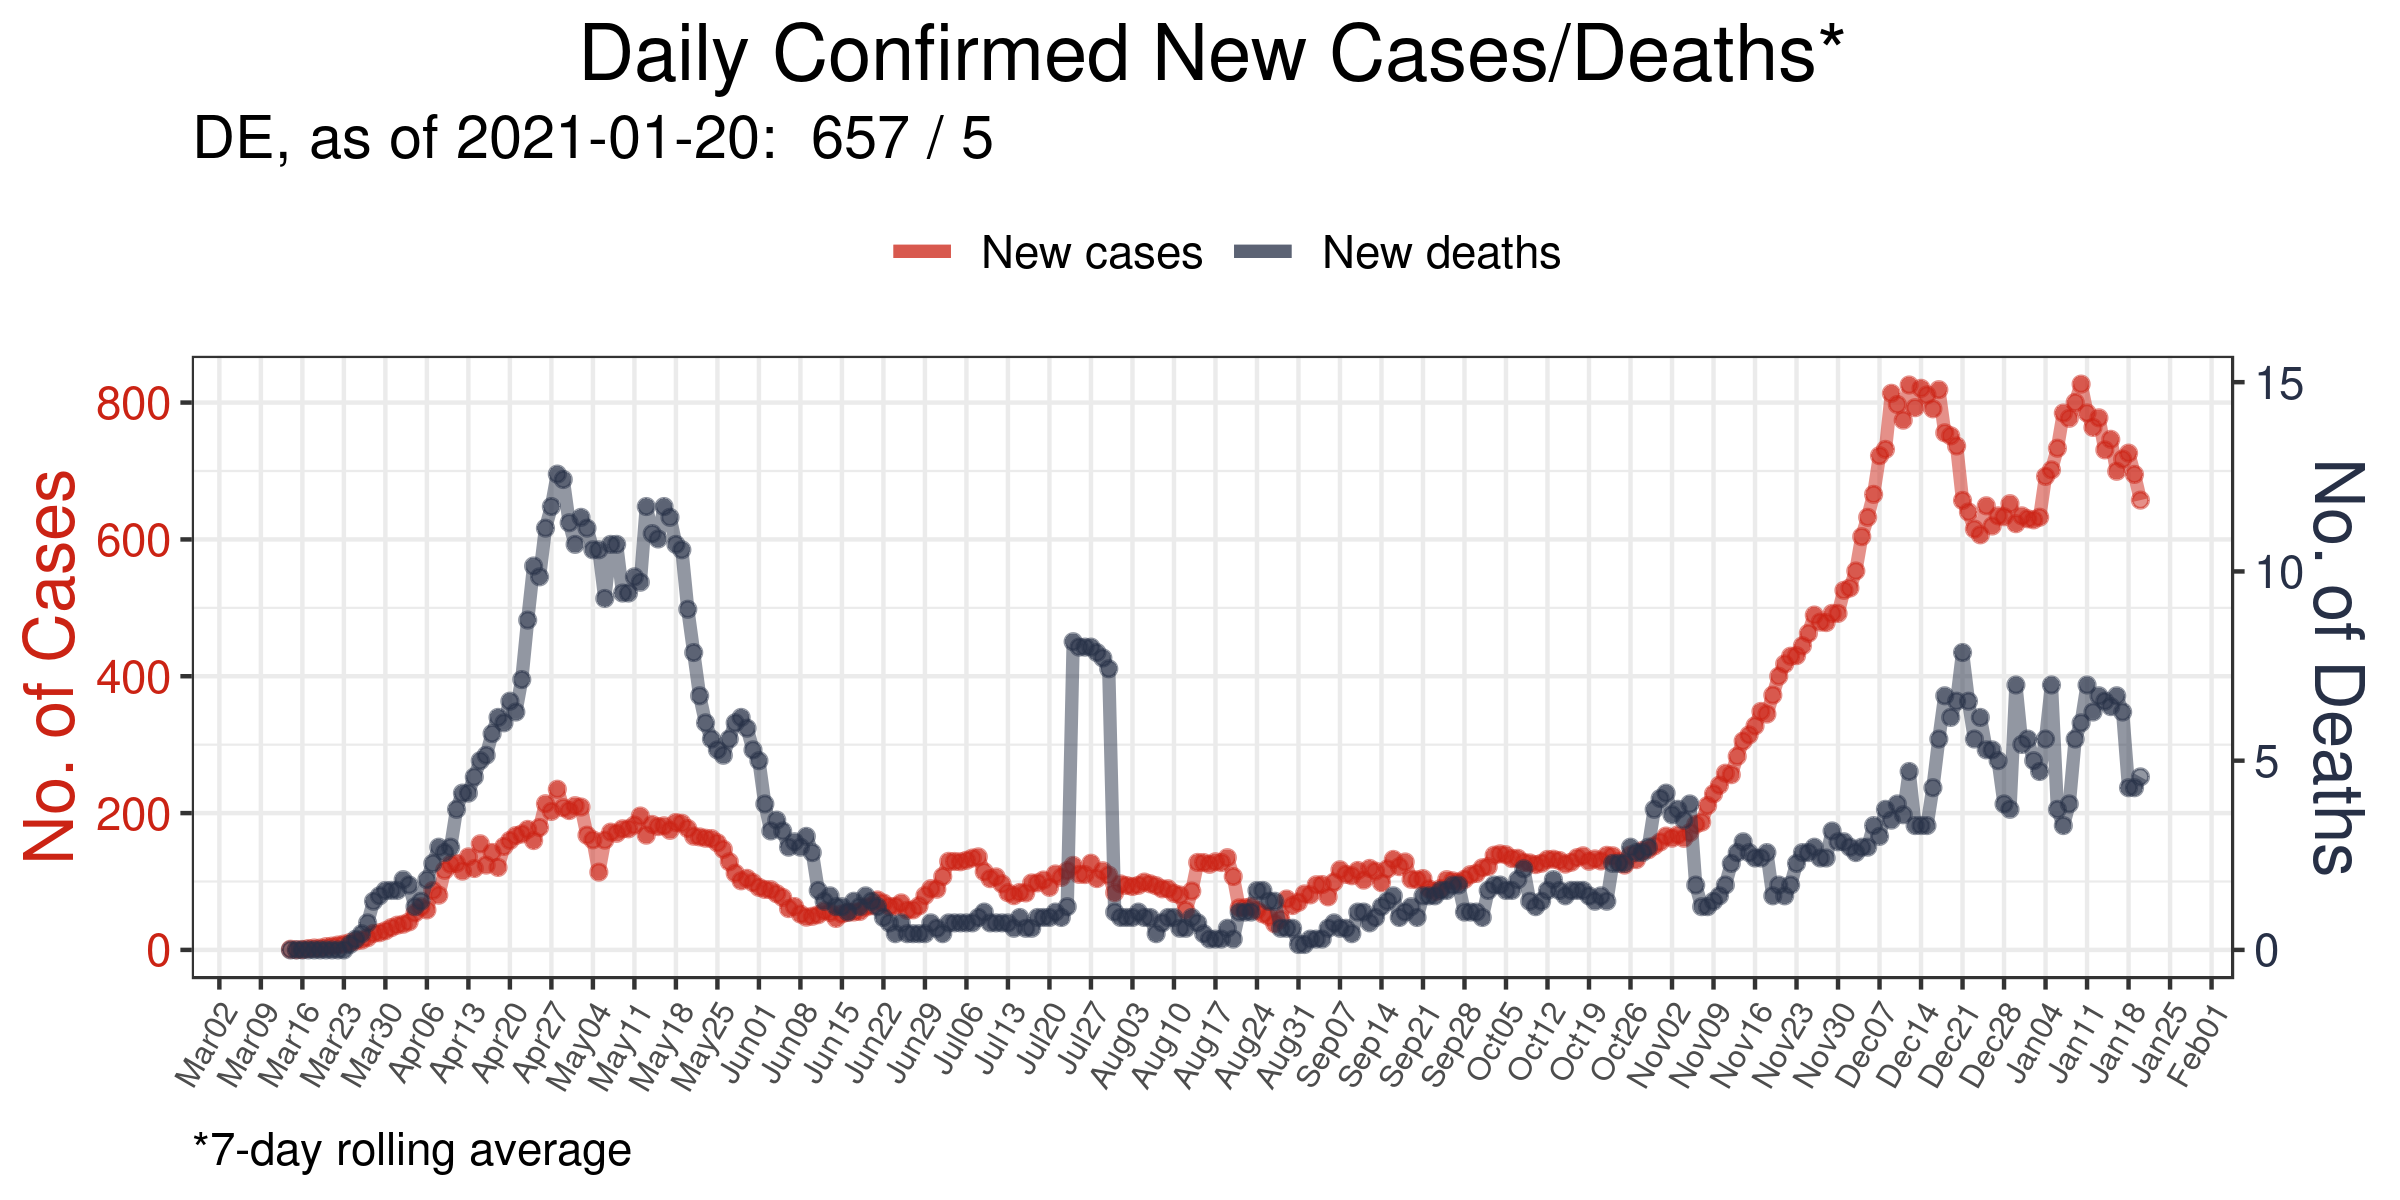 Daily Confirmed New Cases/Deaths*
DE, as of 2021-01-20:  657 / 5
New cases
New deaths
No. of Cases
800
600
400
200
0
15
10
5
0
No. of Deaths
Mar02
Mar09
Mar16
Mar23
Mar30
Apr06
Apr13
Apr20
Apr27
May04
May11
May18
May25
Jun01
Jun08
Jun15
Jun22
Jun29
Jul06
Jul13
Jul20
Jul27
Aug03
Aug10
Aug17
Aug24
Aug31
Sep07
Sep14
Sep21
Sep28
Oct05
Oct12
Oct19
Oct26
Nov02
Nov09
Nov16
Nov23
Nov30
Dec07
Dec14
Dec21
Dec28
Jan04
Jan11
Jan18
Jan25
Feb01
*7-day rolling average